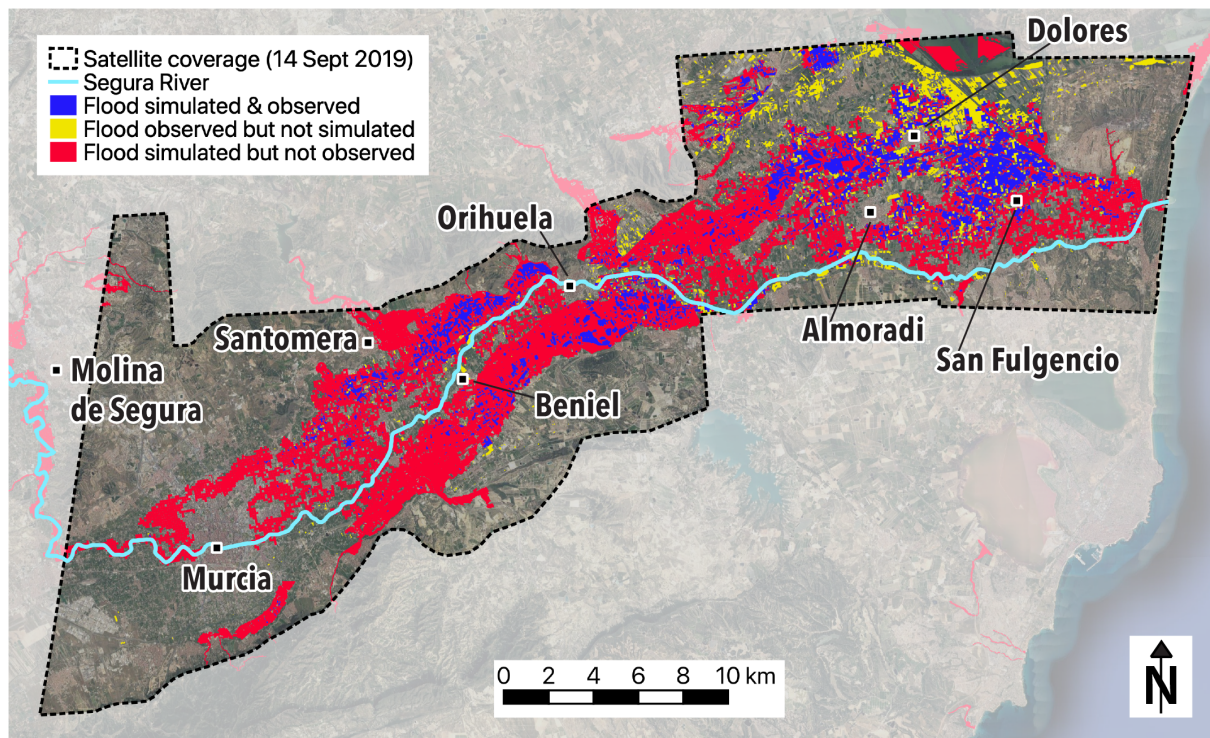 Satellite coverage (14 Sept 2019)
Segura River
Flood simulated & observed
Flood observed but not simulated
Flood simulated but not observed
Dolores
Orihuela
Santomera
Molina
de Segura
Almoradi
San Fulgencio
Beniel
Murcia
0 2 4 6 8 10 km
N